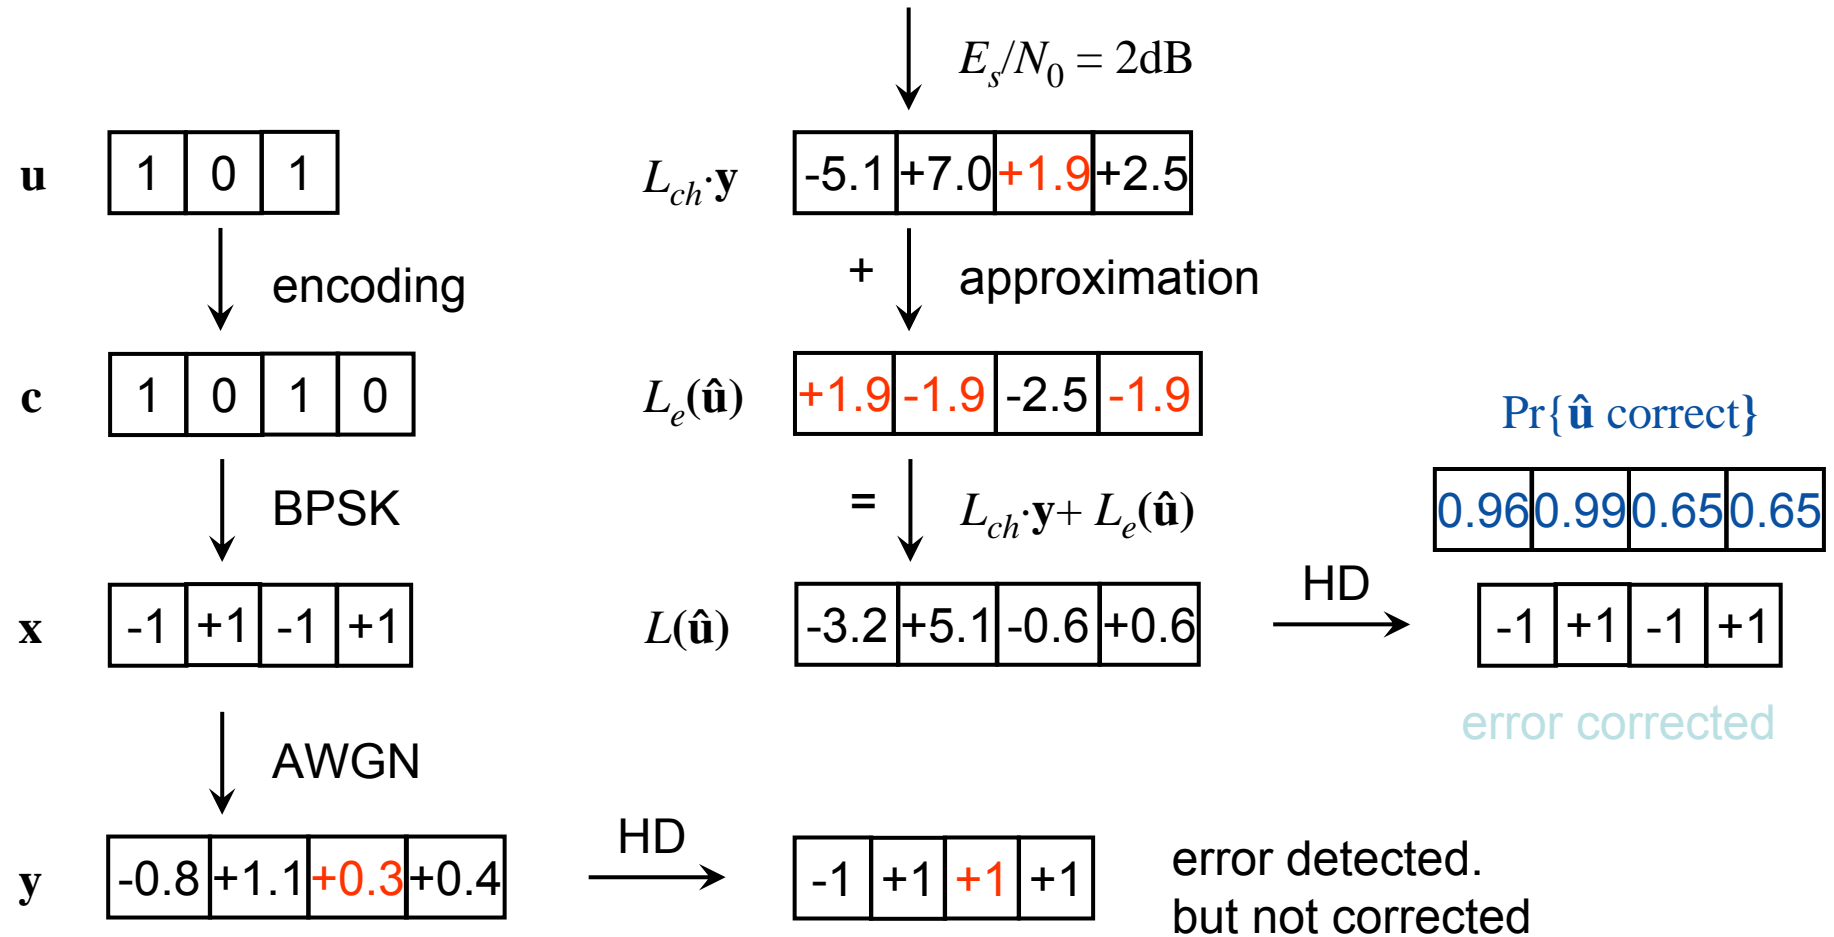 E_s/N_0 = 2dB
u 1 0 1
L_ch·y -5.1 +7.0 +1.9 +2.5
encoding
+ approximation
c 1 0 1 0
L_e(û) +1.9 -1.9 -2.5 -1.9
Pr{û correct}
BPSK
= L_ch·y+ L_e(û)
0.96 0.99 0.65 0.65
x -1 +1 -1 +1
L(û) -3.2 +5.1 -0.6 +0.6
HD
-1 +1 -1 +1
error corrected
AWGN
y -0.8 +1.1 +0.3 +0.4
HD
-1 +1 +1 +1
error detected.
but not corrected